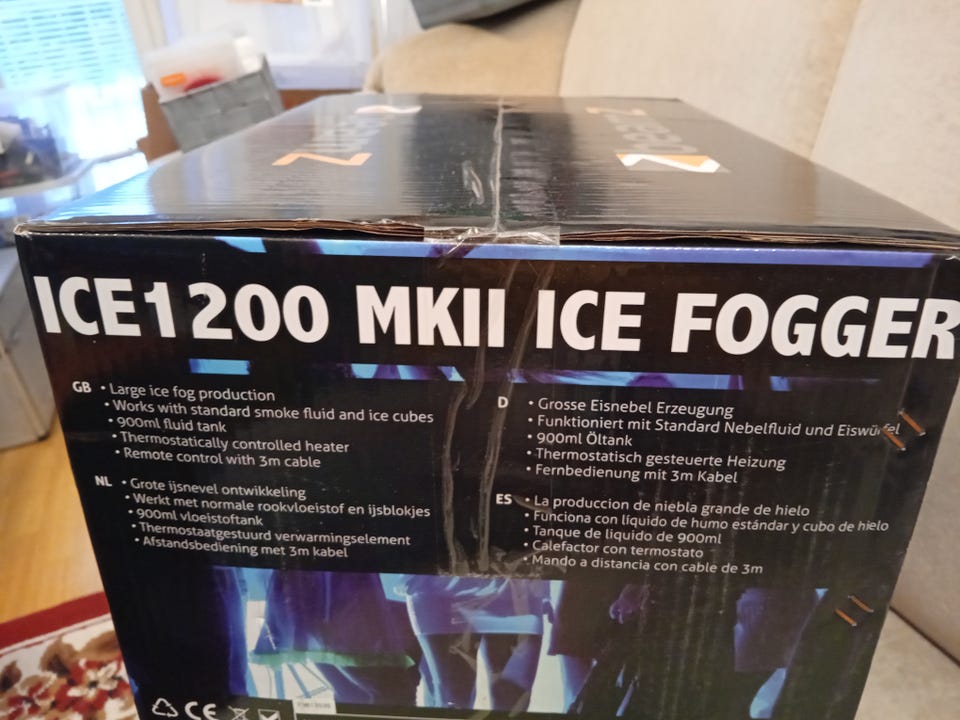 ICE1200 MKII ICE FOGGER
GB • Large ice fog production
• Works with standard smoke fluid and ice cubes
• 900ml fluid tank
• Thermostatically controlled heater
• Remote control with 3m cable
NL • Grote ijsnevel ontwikkeling
• Werkt met normale rookvloeistof en ijsblokjes
• 900ml vloeistoftank
• Thermostaatgestuurd verwarmingselement
• Afstandsbediening met 3m kabel
D • Grosse Eisnebel Erzeugung
• Funktioniert mit Standard Nebelfluid und Eiswürfel
• 900ml Öltank
• Thermostatisch gesteuerte Heizung
• Fernbedienung mit 3m Kabel
ES • La produccion de niebla grande de hielo
• Funciona con líquido de humo estándar y cubo de hielo
• Tanque de líquido de 900ml
• Calefactor con termostato
• Mando a distancia con cable de 3m
CE